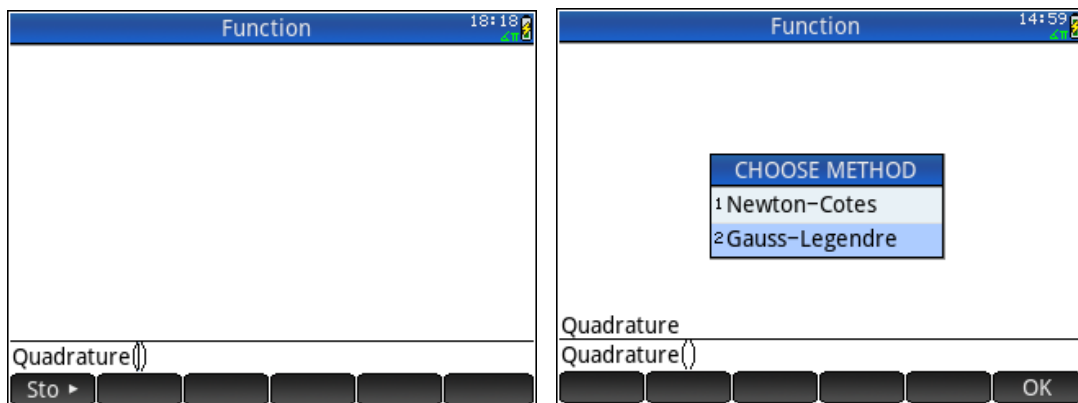 Function
18:18
∡π
Quadrature()
Sto ►
Function
14:59
∡π
CHOOSE METHOD
1 Newton-Cotes
2 Gauss-Legendre
Quadrature
Quadrature()
OK